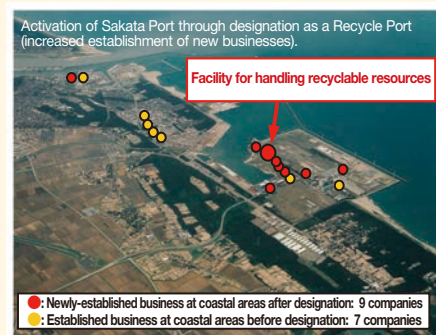 Activation of Sakata Port through designation as a Recycle Port
(increased establishment of new businesses).
Facility for handling recyclable resources
: Newly-established business at coastal areas after designation: 9 companies
: Established business at coastal areas before designation: 7 companies